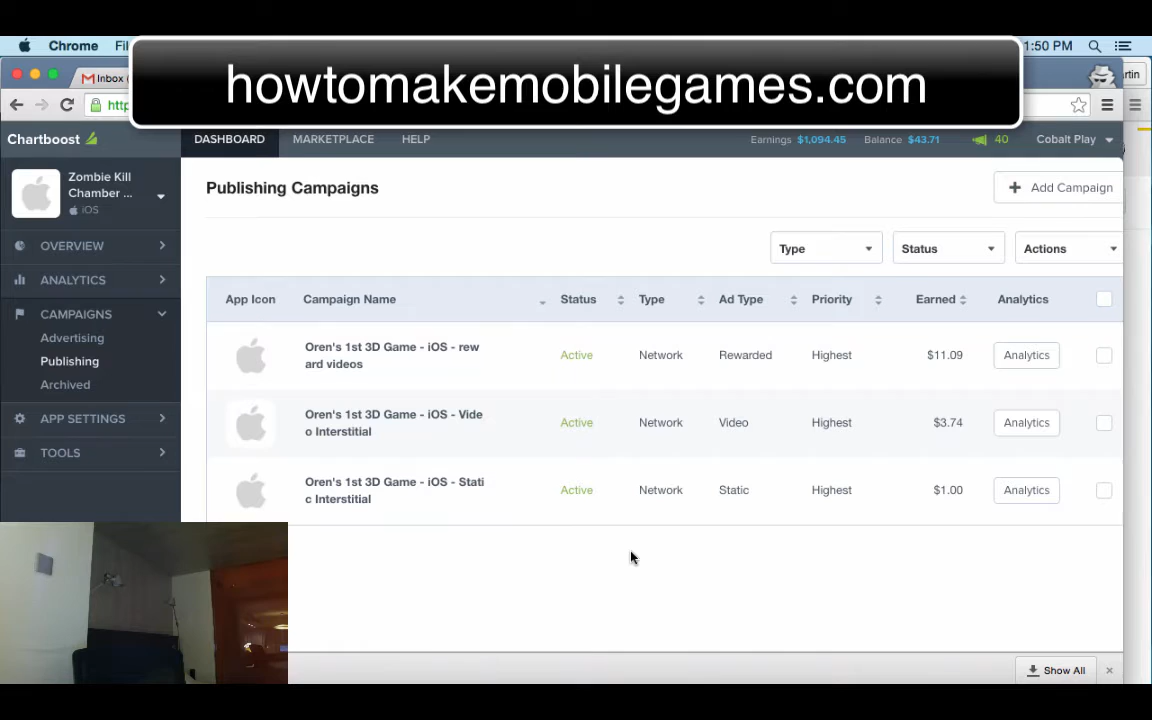 Chrome
Fil
1:50 PM
howtomakemobilegames.com
Inbox (
rtin
http
Chartboost
DASHBOARD
MARKETPLACE
HELP
Earnings $1,094.45
Balance $43.71
40
Cobalt Play
Zombie Kill
Chamber ...
iOS
OVERVIEW
ANALYTICS
CAMPAIGNS
Advertising
Publishing
Archived
APP SETTINGS
TOOLS
Publishing Campaigns
+ Add Campaign
Type
Status
Actions
App Icon
Campaign Name
Status
Type
Ad Type
Priority
Earned
Analytics
Oren's 1st 3D Game - iOS - rew
ard videos
Active
Network
Rewarded
Highest
$11.09
Analytics
Oren's 1st 3D Game - iOS - Vide
o Interstitial
Active
Network
Video
Highest
$3.74
Analytics
Oren's 1st 3D Game - iOS - Stati
c Interstitial
Active
Network
Static
Highest
$1.00
Analytics
Show All